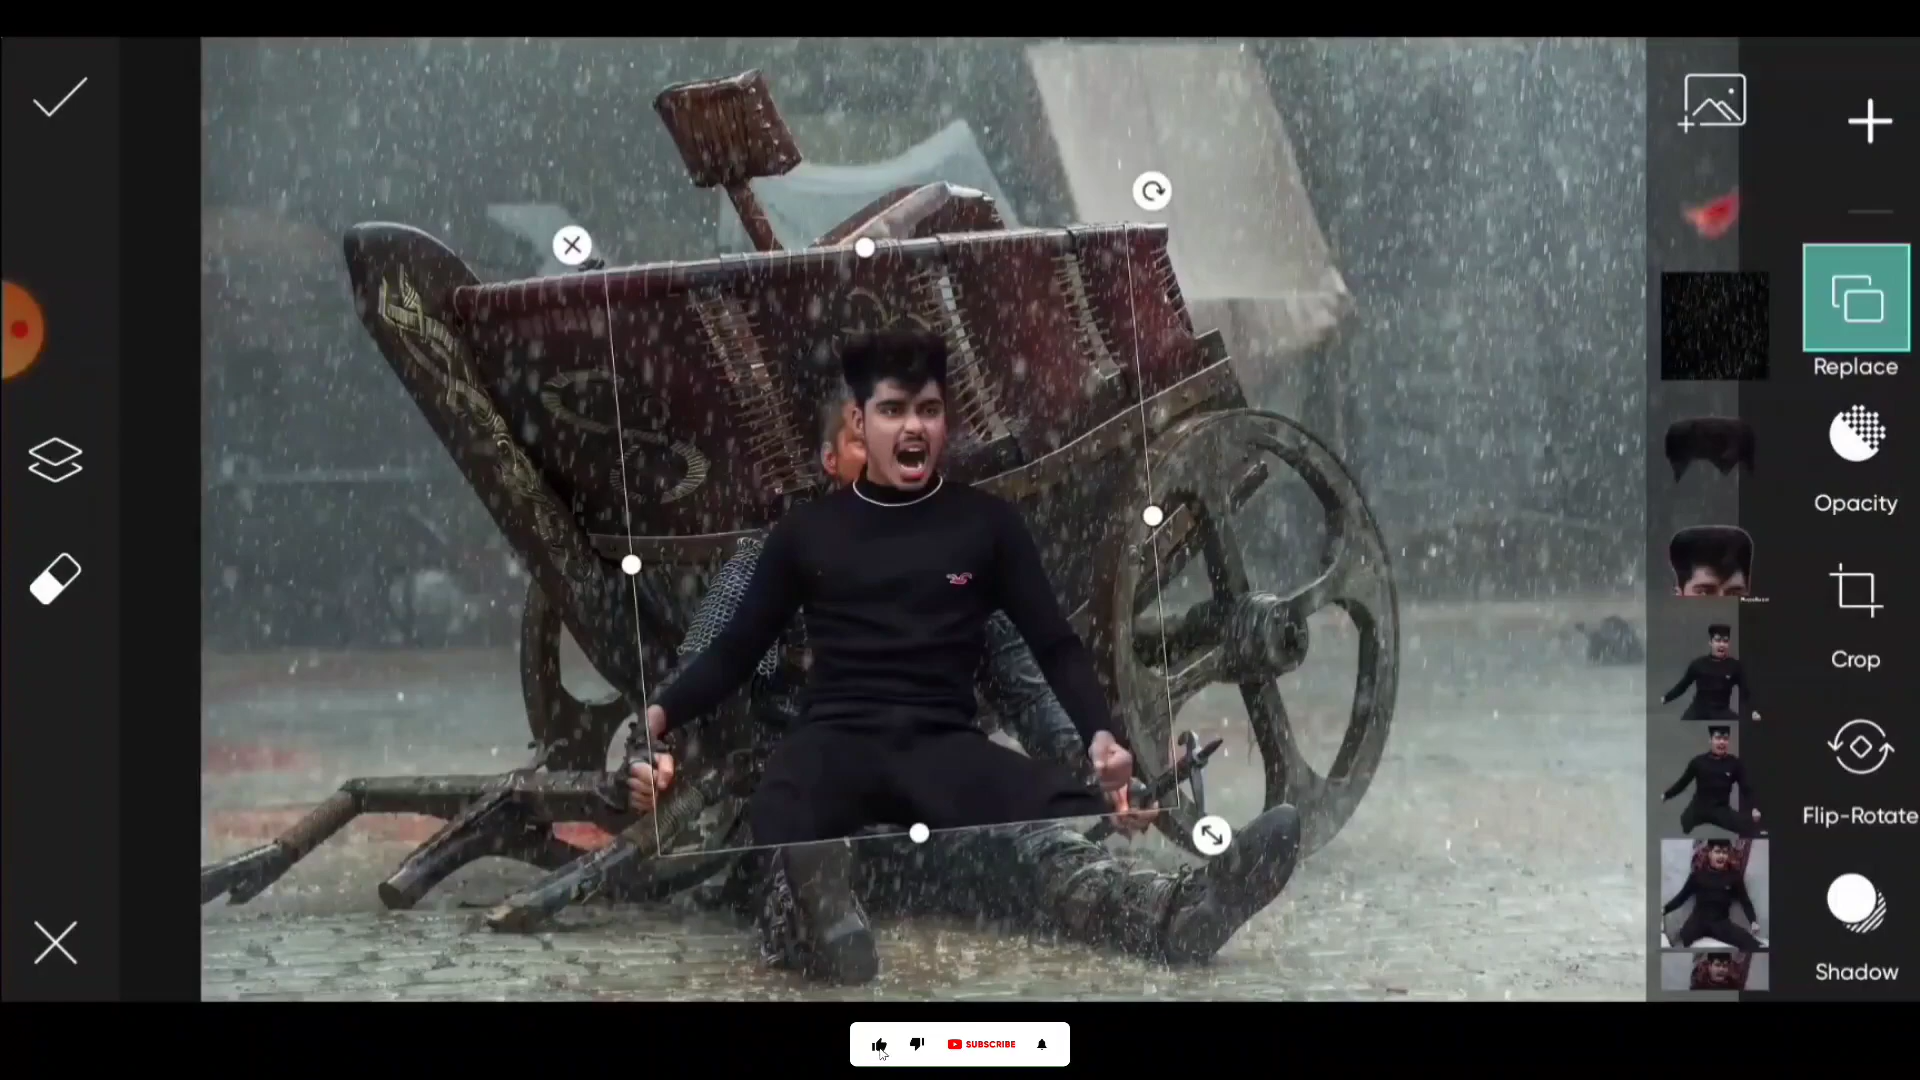 Replace
Opacity
Crop
Flip-Rotate
Shadow
SUBSCRIBE